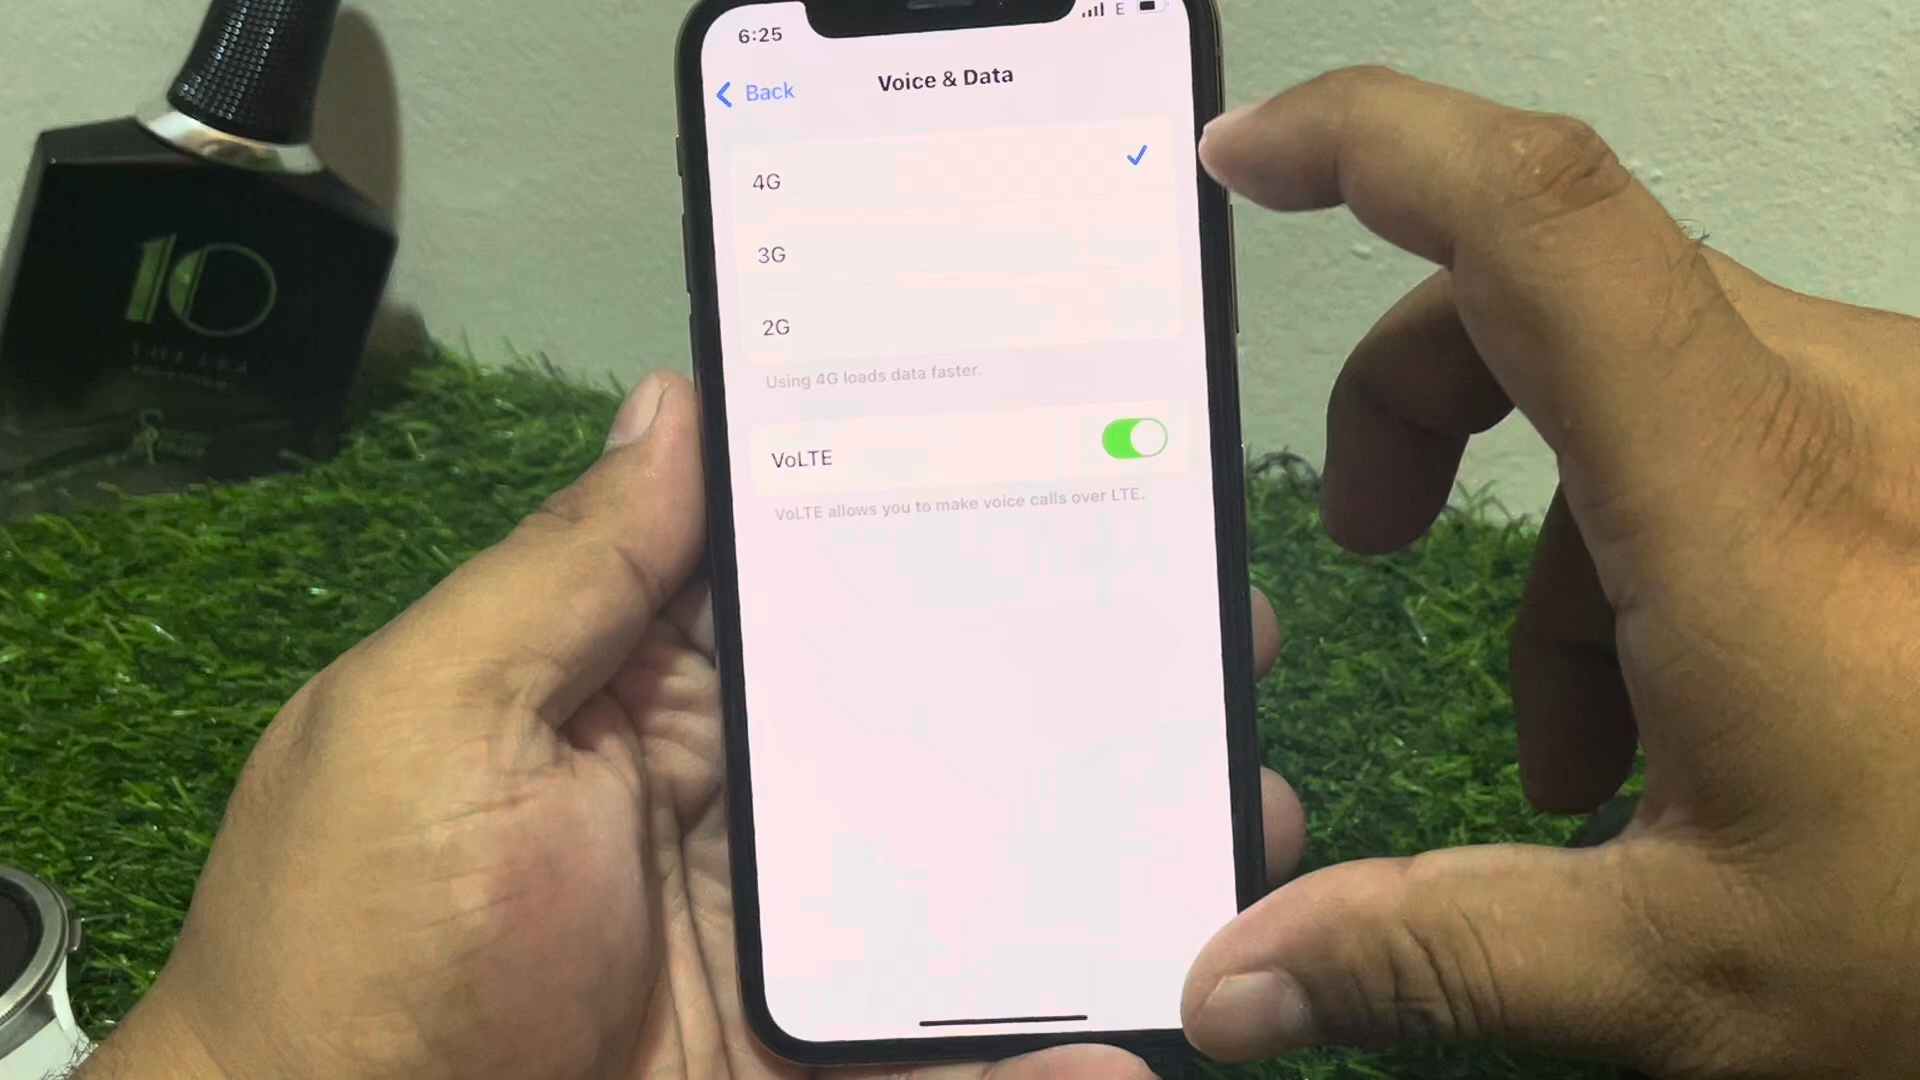 6:25
E
Back
Voice & Data
4G
3G
2G
Using 4G loads data faster.
VoLTE
VoLTE allows you to make voice calls over LTE.
10